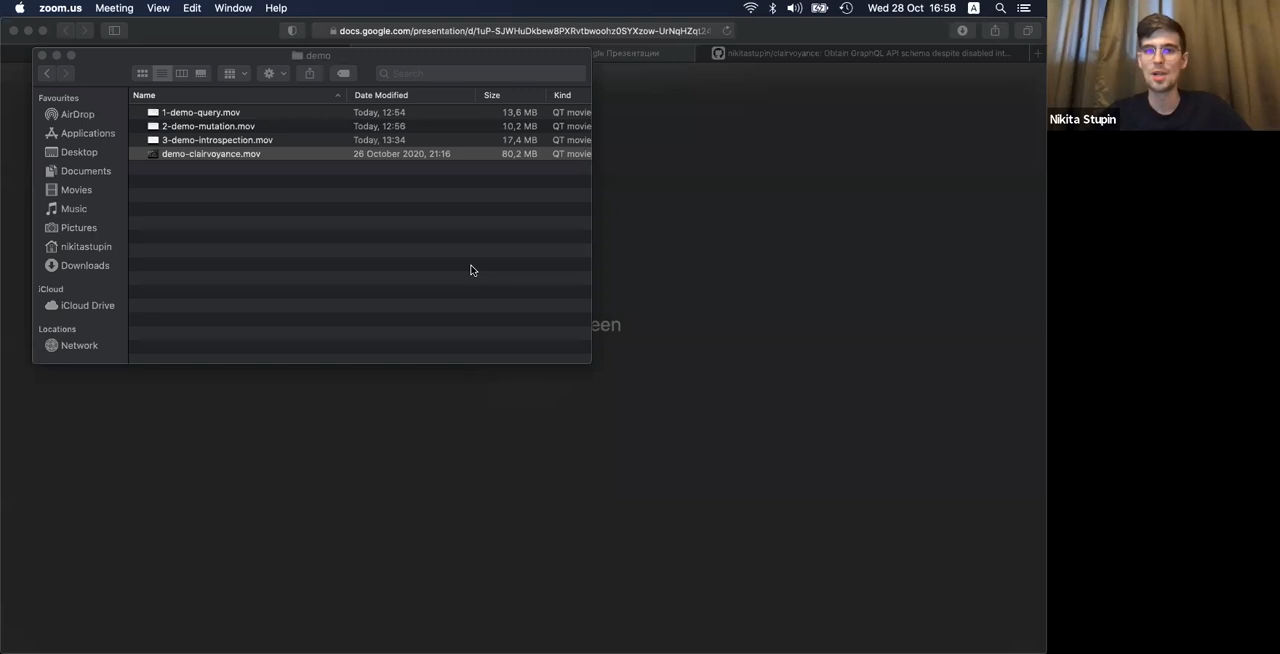 zoom.us Meeting View Edit Window Help Wed 28 Oct 16:58 A
docs.google.com/presentation/d/1uP-SJWHuDkbew8PXRvtbwoohz0SYXzow-UrNqHZqt2
demo
gle Презентации nikitastupin/clairvoyance: Obtain GraphQL API schema despite disabled int...
Search
Name Date Modified Size Kind
1-demo-query.mov Today, 12:54 13,6 MB QT movie
2-demo-mutation.mov Today, 12:56 10,2 MB QT movie
3-demo-introspection.mov Today, 13:34 17,4 MB QT movie
demo-clairvoyance.mov 26 October 2020, 21:16 80,2 MB QT movie
Favourites
AirDrop
Applications
Desktop
Documents
Movies
Music
Pictures
nikitastupin
Downloads
iCloud
iCloud Drive
Locations
Network
een
Nikita Stupin